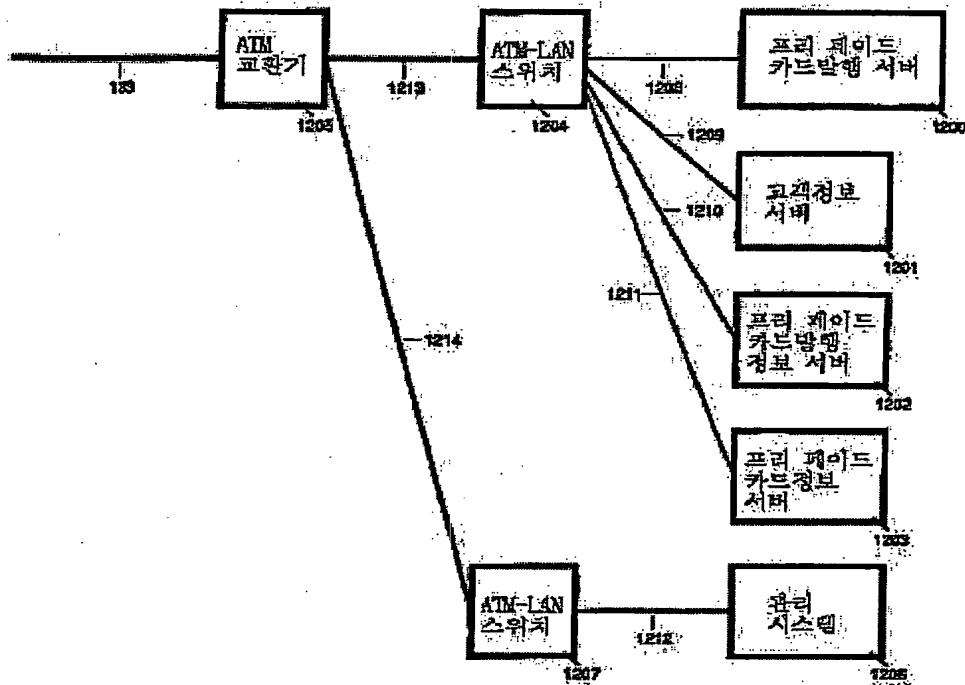 ATM
교환기
1205
133
1213
ATM-LAN
스위치
1204
1208
프리 페이드
카드발행 서버
1200
1209
고객정보
서버
1201
1210
프리 페이드
카드발행
정보 서버
1202
1211
프리 페이드
카드정보
서버
1203
1214
ATM-LAN
스위치
1207
1212
관리
시스템
1206